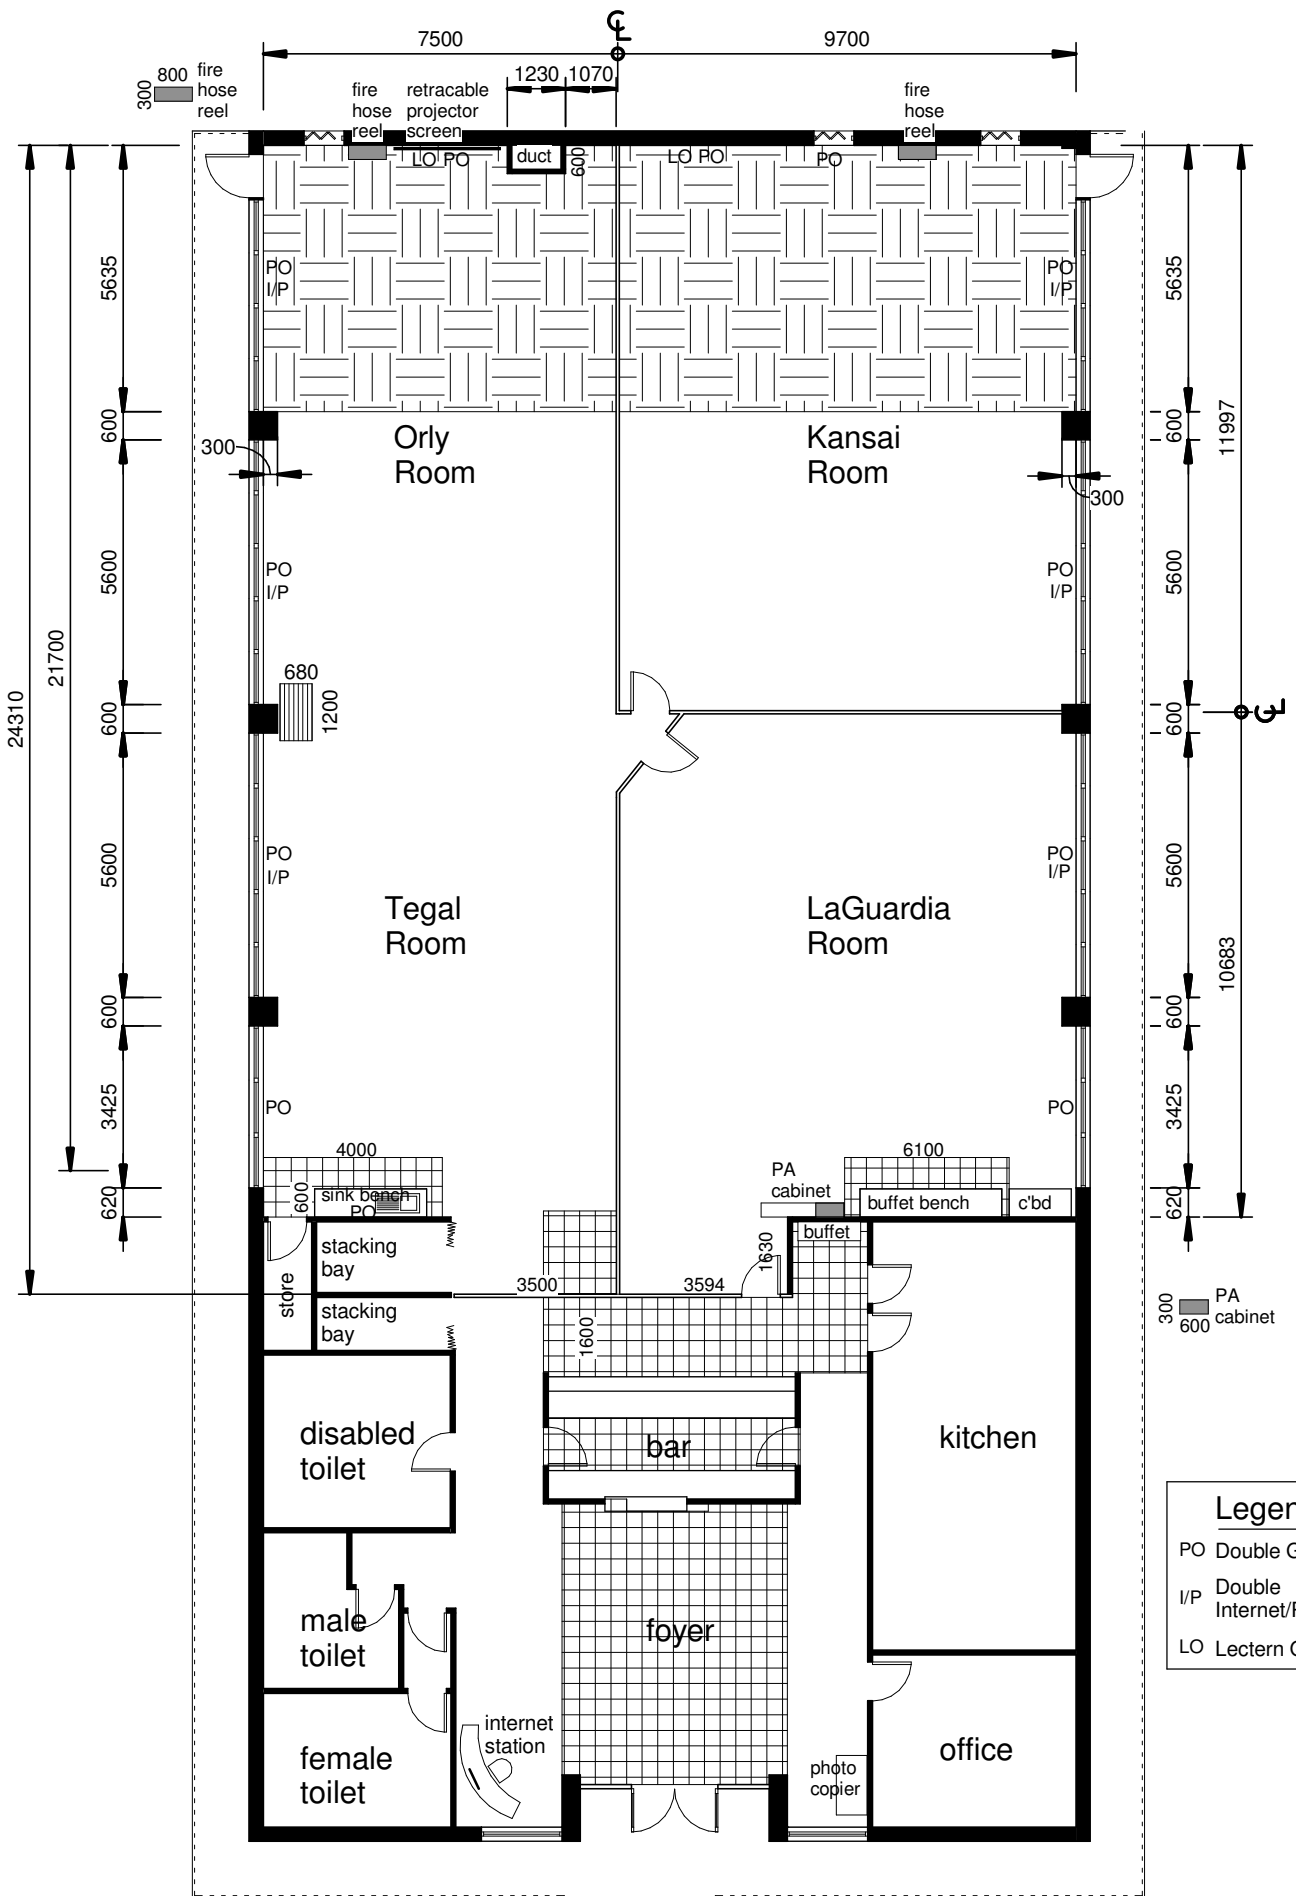 7500
9700
1230
1070
300
800
fire
hose
reel
fire
hose
reel
retracable
projector
screen
fire
hose
reel
LO PO
duct
600
LO PO
PO
PO
I/P
PO
I/P
5635
5635
600
600
300
300
Orly
Room
Kansai
Room
11997
5600
5600
PO
I/P
PO
I/P
24310
21700
680
1200
600
600
CL
CL
5600
5600
PO
I/P
PO
I/P
Tegal
Room
LaGuardia
Room
10683
600
600
3425
3425
PO
PO
4000
6100
620
620
600
sink bench
PO
PA
cabinet
buffet bench
c'bd
buffet
stacking
bay
store
stacking
bay
3500
3594
1630
1600
300
600
PA
cabinet
disabled
toilet
bar
kitchen
male
toilet
foyer
female
toilet
internet
station
photo
copier
office
Legen
PO Double G
I/P Double
Internet/F
LO Lectern C